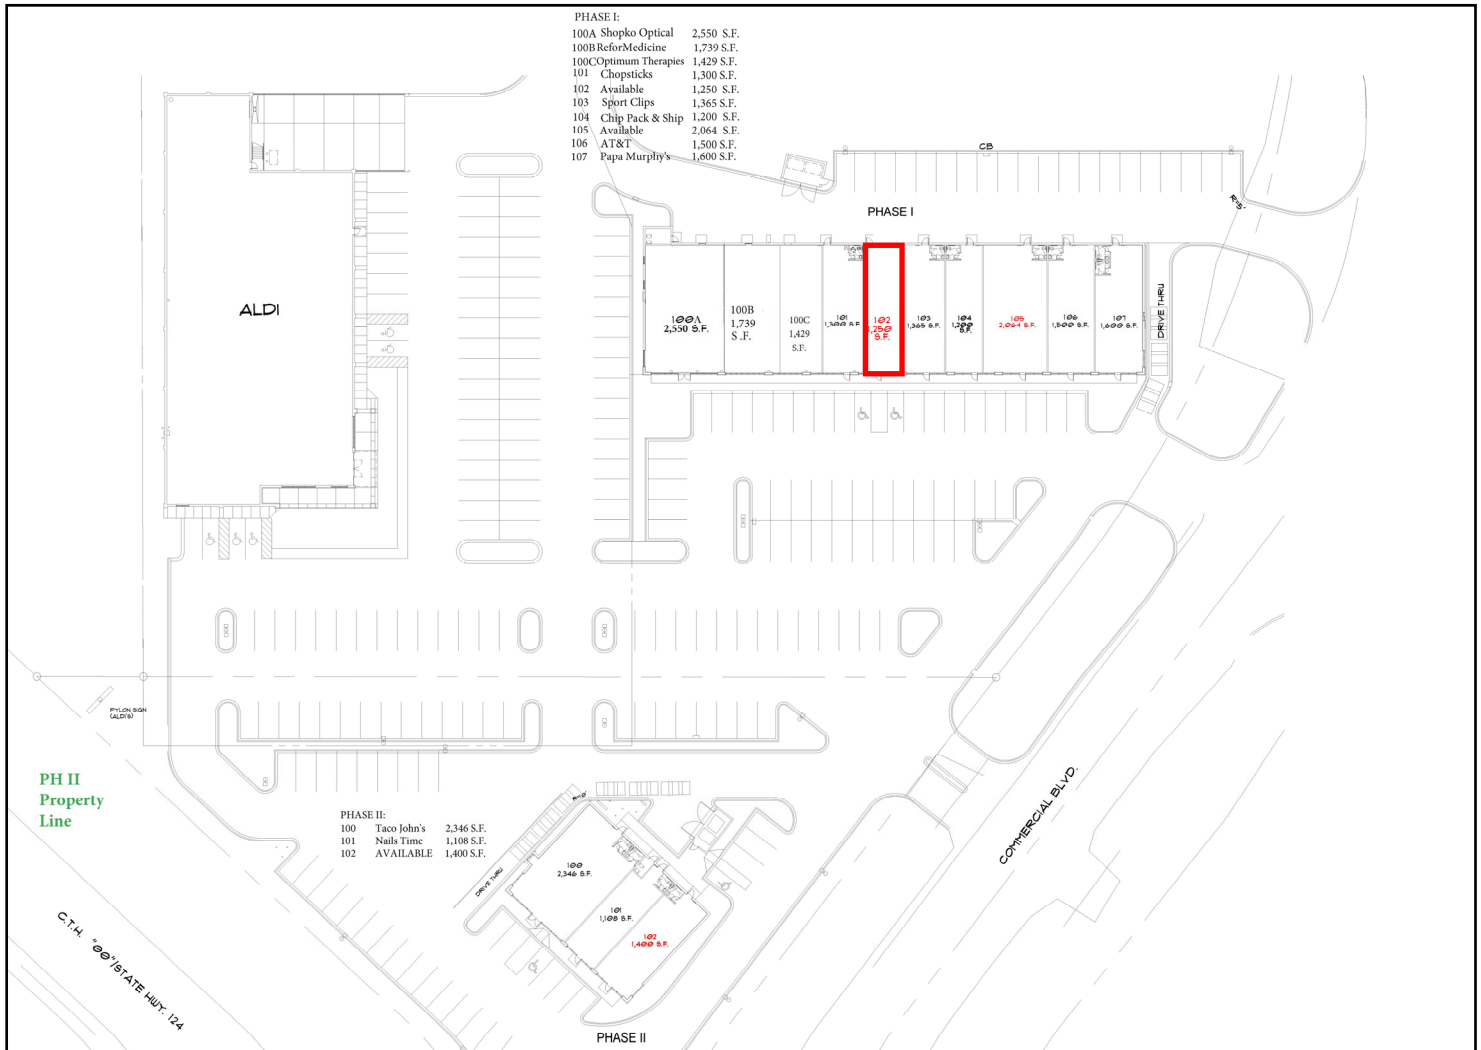 PHASE I:
100A Shopko Optical 2,550 S.F.
100B ReforMedicine 1,739 S.F.
100C Optimum Therapies 1,429 S.F.
101 Chopsticks 1,300 S.F.
102 Available 1,250 S.F.
103 Sport Clips 1,365 S.F.
104 Chip Pack & Ship 1,200 S.F.
105 Available 2,064 S.F.
106 AT&T 1,500 S.F.
107 Papa Murphy's 1,600 S.F.
CB
R=5'
PHASE I
ALDI
100A
2,550 S.F.
100B
1,739
S .F.
100C
1,429
S.F.
101
1,300 S.F.
102
1,250
S.F.
103
1,365 S.F.
104
1,200
S.F.
105
2,064 S.F.
106
1,500 S.F.
107
1,600 S.F.
DRIVE THRU
PYLON SIGN
(ALDI'S)
PH II
Property
Line
PHASE II:
100 Taco John's 2,346 S.F.
101 Nails Time 1,108 S.F.
102 AVAILABLE 1,400 S.F.
DRIVE THRU
100
2,346 S.F.
101
1,108 S.F.
102
1,400 S.F.
COMMERCIAL BLVD.
C.T.H. "OO"/STATE HWY. 124
PHASE II